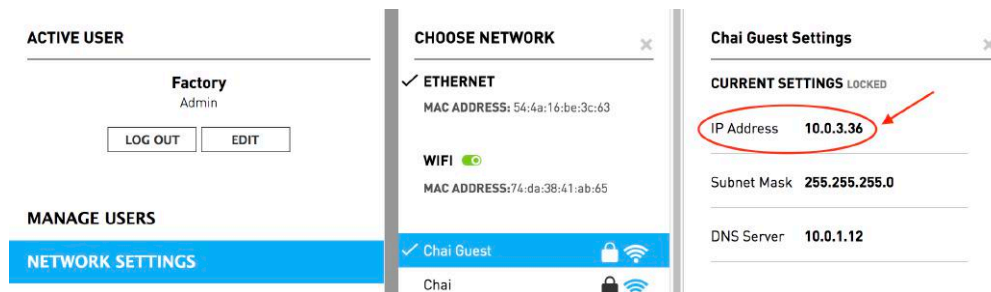 ACTIVE USER
Factory
Admin
LOG OUT
EDIT
MANAGE USERS
NETWORK SETTINGS
CHOOSE NETWORK
ETHERNET
MAC ADDRESS: 54:4a:16:be:3c:63
WIFI
MAC ADDRESS:74:da:38:41:ab:65
Chai Guest
Chai
Chai Guest Settings
CURRENT SETTINGS LOCKED
IP Address 10.0.3.36
Subnet Mask 255.255.255.0
DNS Server 10.0.1.12